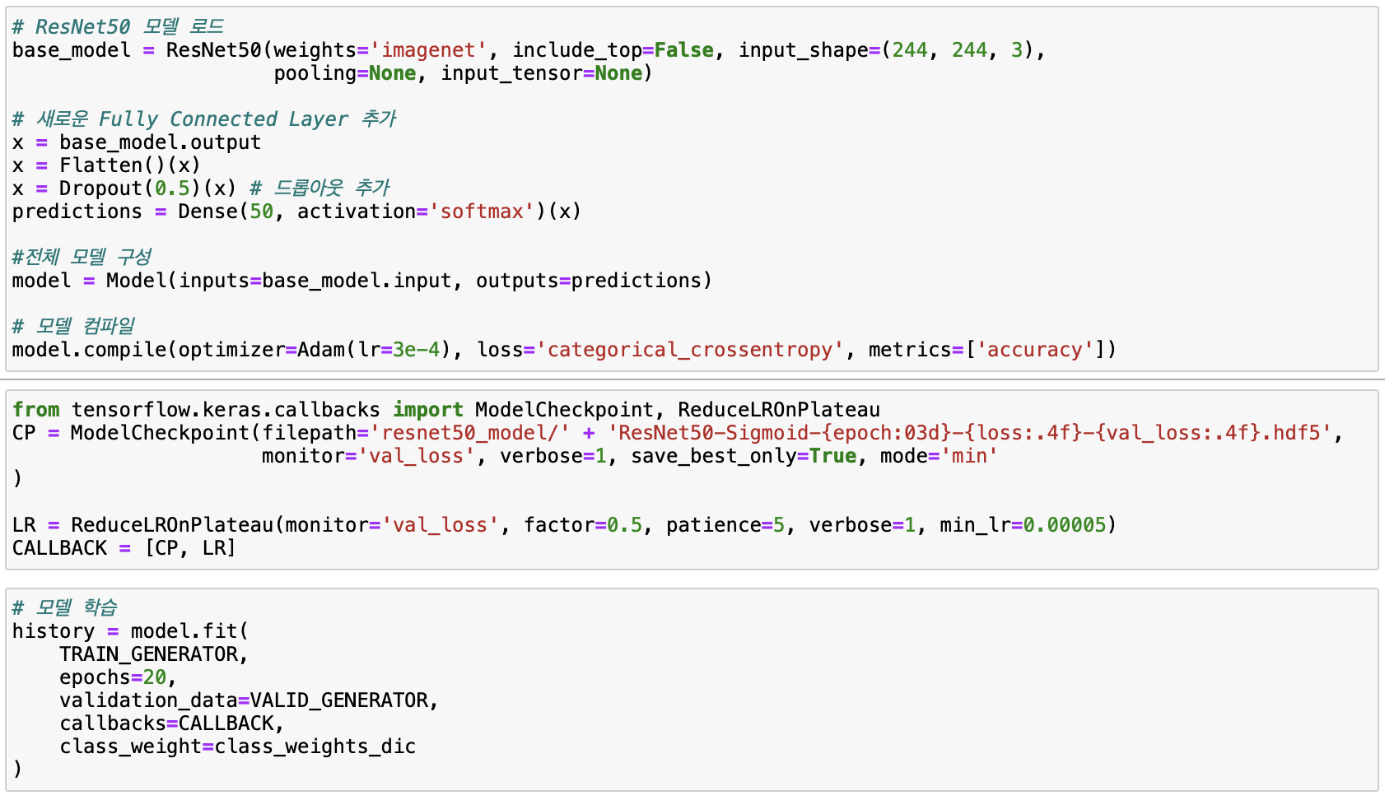 # ResNet50 모델 로드
base_model = ResNet50(weights='imagenet', include_top=False, input_shape=(244, 244, 3),
                      pooling=None, input_tensor=None)

# 새로운 Fully Connected Layer 추가
x = base_model.output
x = Flatten()(x)
x = Dropout(0.5)(x) # 드롭아웃 추가
predictions = Dense(50, activation='softmax')(x)

#전체 모델 구성
model = Model(inputs=base_model.input, outputs=predictions)

# 모델 컴파일
model.compile(optimizer=Adam(lr=3e-4), loss='categorical_crossentropy', metrics=['accuracy'])

from tensorflow.keras.callbacks import ModelCheckpoint, ReduceLROnPlateau
CP = ModelCheckpoint(filepath='resnet50_model/' + 'ResNet50-Sigmoid-{epoch:03d}-{loss:.4f}-{val_loss:.4f}.hdf5',
                     monitor='val_loss', verbose=1, save_best_only=True, mode='min'
)

LR = ReduceLROnPlateau(monitor='val_loss', factor=0.5, patience=5, verbose=1, min_lr=0.00005)
CALLBACK = [CP, LR]

# 모델 학습
history = model.fit(
    TRAIN_GENERATOR,
    epochs=20,
    validation_data=VALID_GENERATOR,
    callbacks=CALLBACK,
    class_weight=class_weights_dic
)